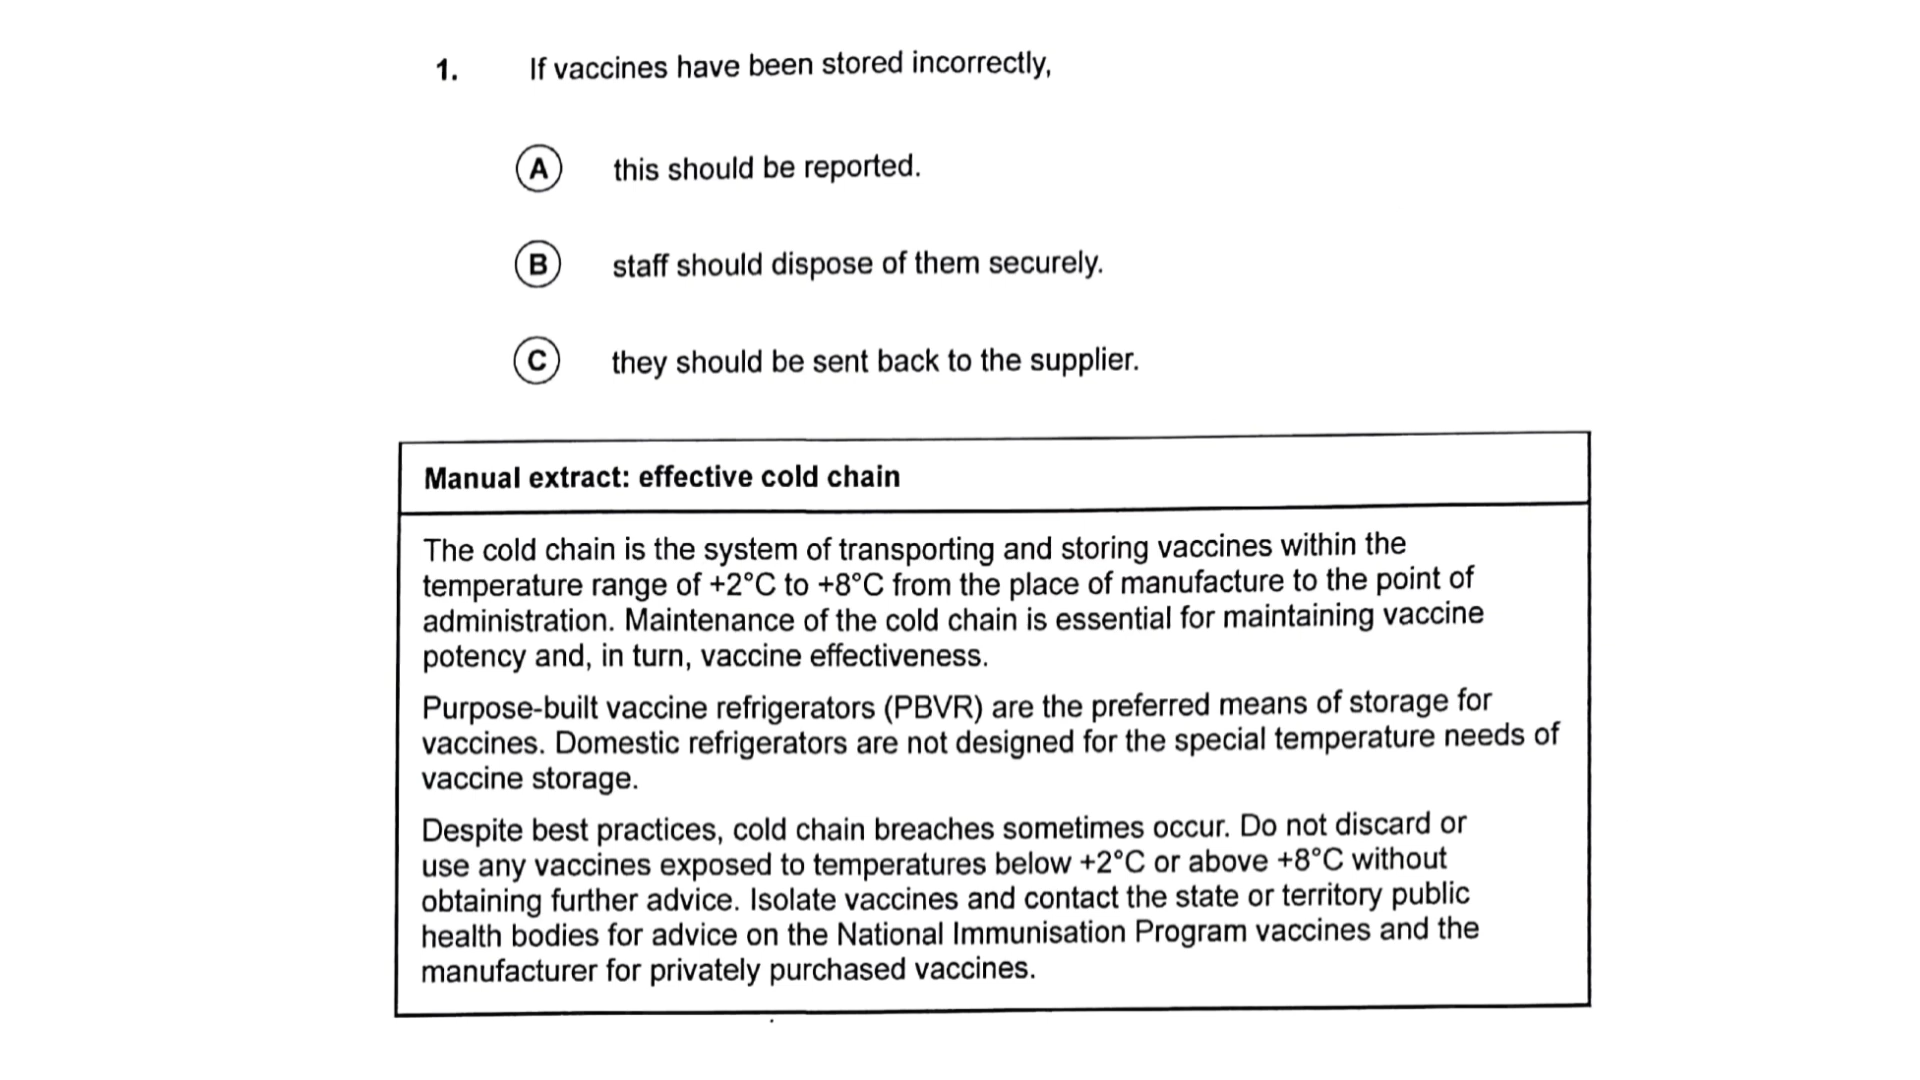 1. If vaccines have been stored incorrectly,
A this should be reported.
B staff should dispose of them securely.
C they should be sent back to the supplier.
Manual extract: effective cold chain
The cold chain is the system of transporting and storing vaccines within the
temperature range of +2°C to +8°C from the place of manufacture to the point of
administration. Maintenance of the cold chain is essential for maintaining vaccine
potency and, in turn, vaccine effectiveness.
Purpose-built vaccine refrigerators (PBVR) are the preferred means of storage for
vaccines. Domestic refrigerators are not designed for the special temperature needs of
vaccine storage.
Despite best practices, cold chain breaches sometimes occur. Do not discard or
use any vaccines exposed to temperatures below +2°C or above +8°C without
obtaining further advice. Isolate vaccines and contact the state or territory public
health bodies for advice on the National Immunisation Program vaccines and the
manufacturer for privately purchased vaccines.